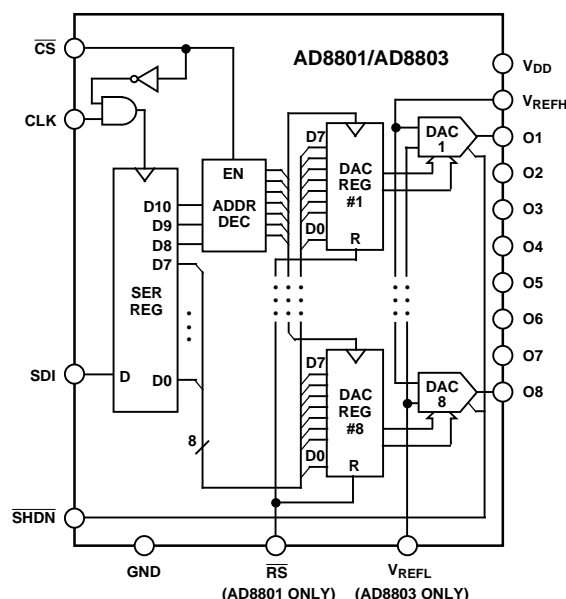 CS
AD8801/AD8803
VDD
VREFH
CLK
D7
DAC
REG
#1
D0
R
DAC
1
O1
O2
O3
O4
O5
O6
O7
O8
EN
ADDR
DEC
D10
D9
D8
D7
SER
REG
D0
SDI
D
8
D7
DAC
REG
#8
D0
R
DAC
8
SHDN
GND
RS
(AD8801 ONLY)
VREFL
(AD8803 ONLY)